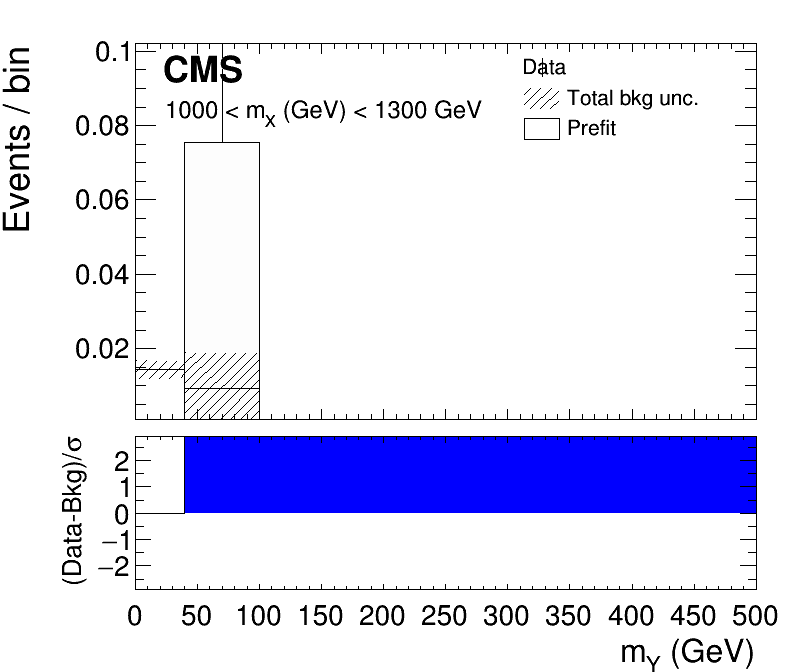 Events / bin
0.1
0.08
0.06
0.04
0.02
CMS
1000 < mX (GeV) < 1300 GeV
Data
Total bkg unc.
Prefit
(Data-Bkg)/σ
2
1
0
−1
−2
0 50 100 150 200 250 300 350 400 450 500
mY (GeV)